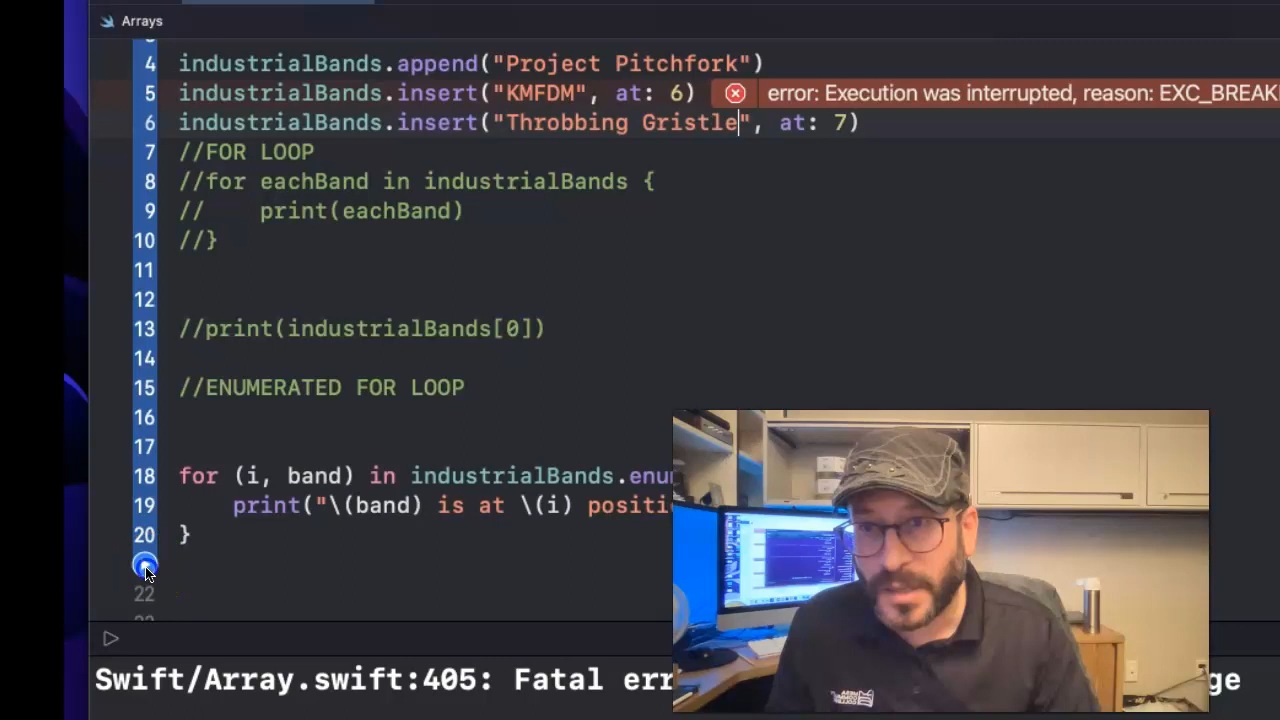 Arrays
4 industrialBands.append("Project Pitchfork")
5 industrialBands.insert("KMFDM", at: 6) error: Execution was interrupted, reason: EXC_BREAK
6 industrialBands.insert("Throbbing Gristle", at: 7)
7 //FOR LOOP
8 //for eachBand in industrialBands {
9 // print(eachBand)
10 //}
11
12
13 //print(industrialBands[0])
14
15 //ENUMERATED FOR LOOP
16
17
18 for (i, band) in industrialBands.enu
19 print("\(band) is at \(i) positi
20 }
22
Swift/Array.swift:405: Fatal err ge